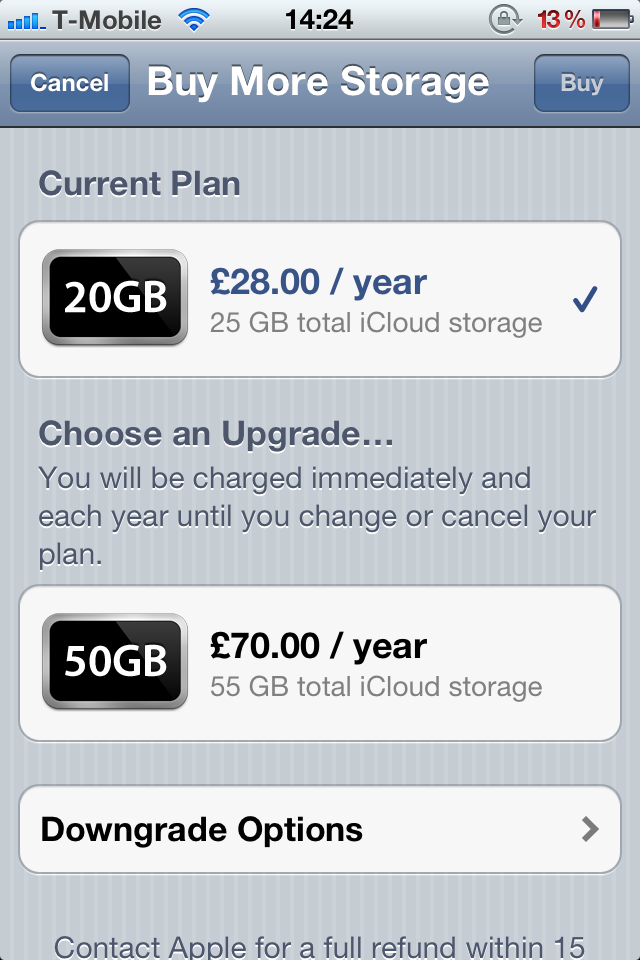 T-Mobile 14:24 13%
Cancel Buy More Storage Buy
Current Plan
20GB £28.00 / year
25 GB total iCloud storage
Choose an Upgrade...
You will be charged immediately and
each year until you change or cancel your
plan.
50GB £70.00 / year
55 GB total iCloud storage
Downgrade Options
Contact Apple for a full refund within 15